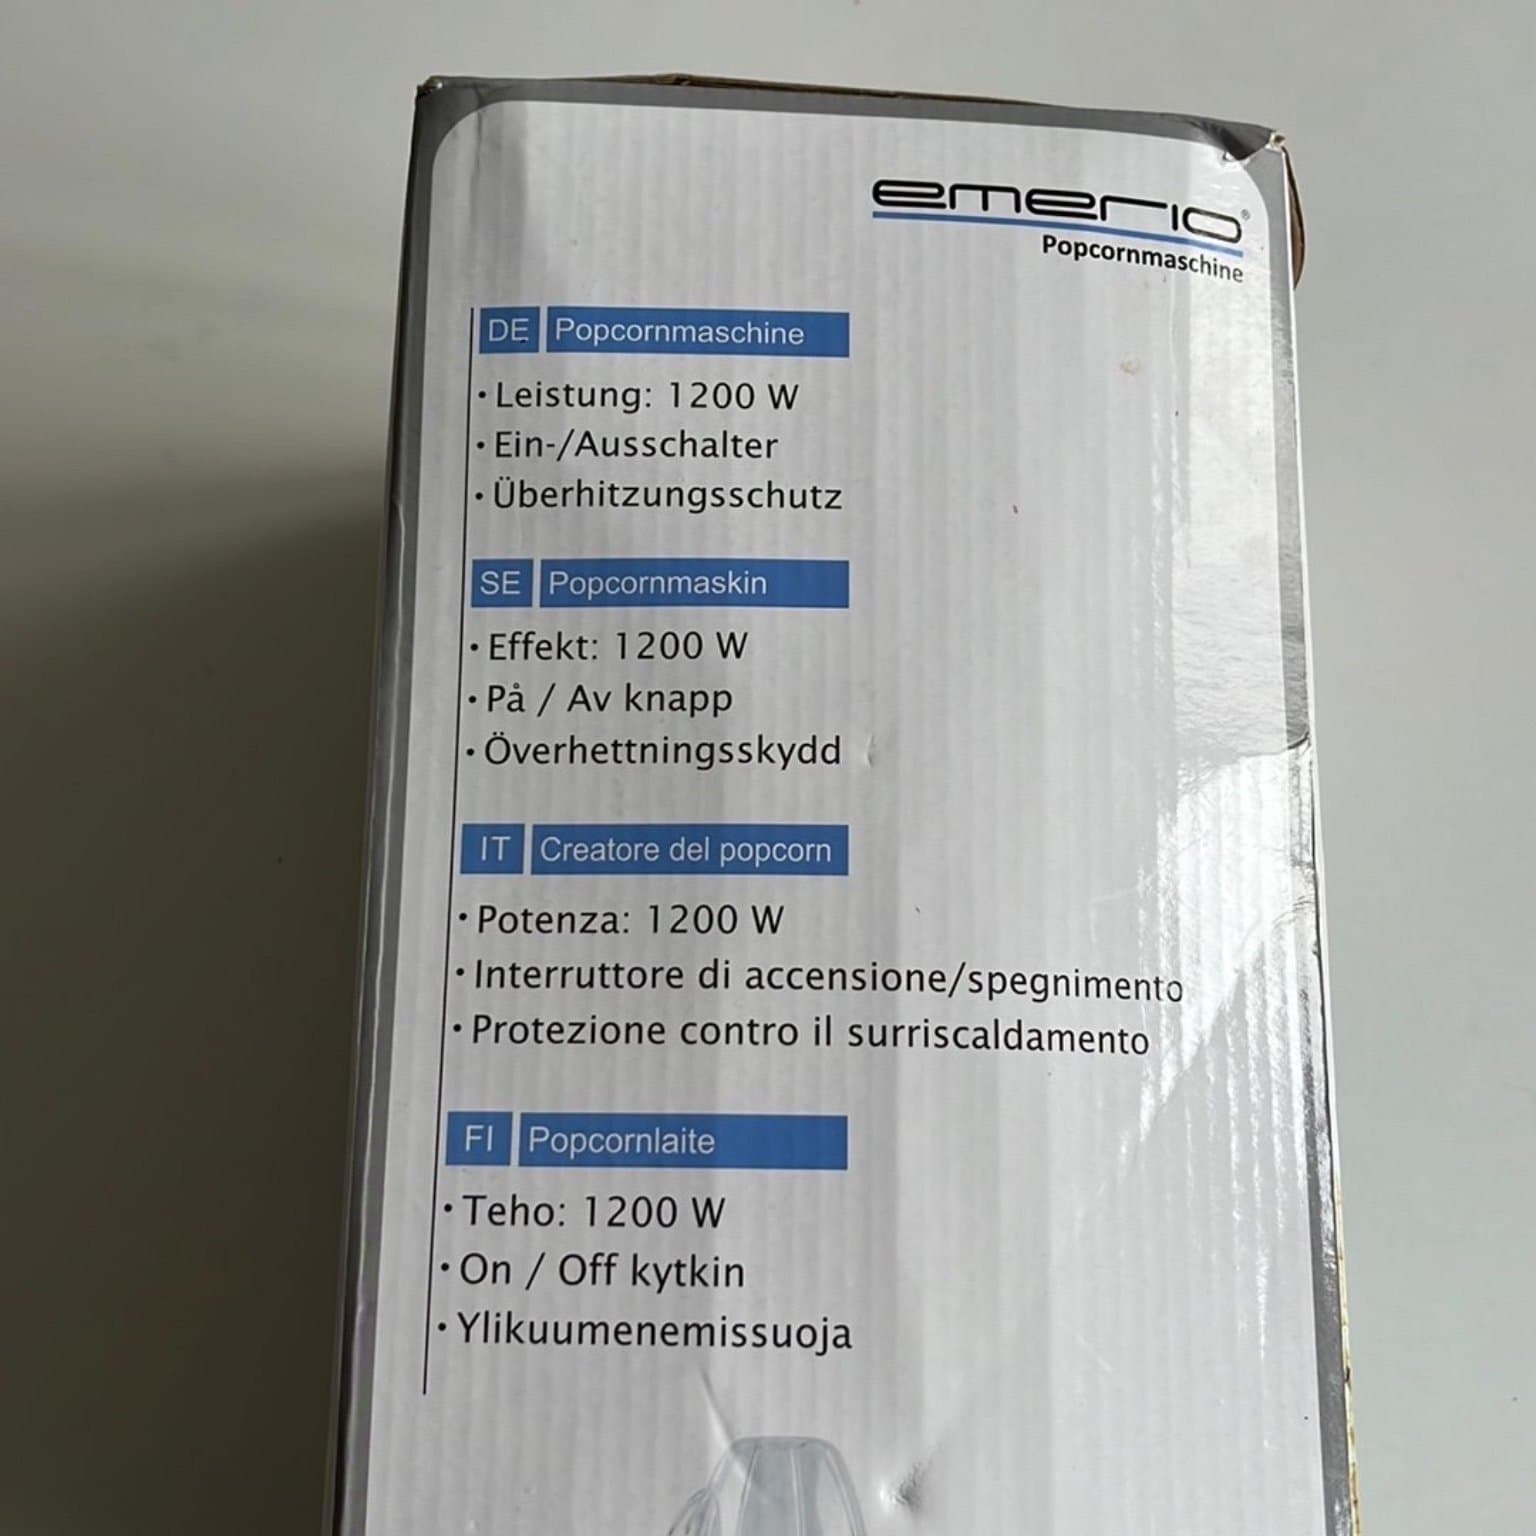 emerio®
Popcornmaschine
DE Popcornmaschine
· Leistung: 1200 W
· Ein-/Ausschalter
· Überhitzungsschutz
SE Popcornmaskin
· Effekt: 1200 W
· På / Av knapp
· Överhettningsskydd
IT Creatore del popcorn
· Potenza: 1200 W
· Interruttore di accensione/spegnimento
· Protezione contro il surriscaldamento
FI Popcornlaite
· Teho: 1200 W
· On / Off kytkin
· Ylikuumenemissuoja